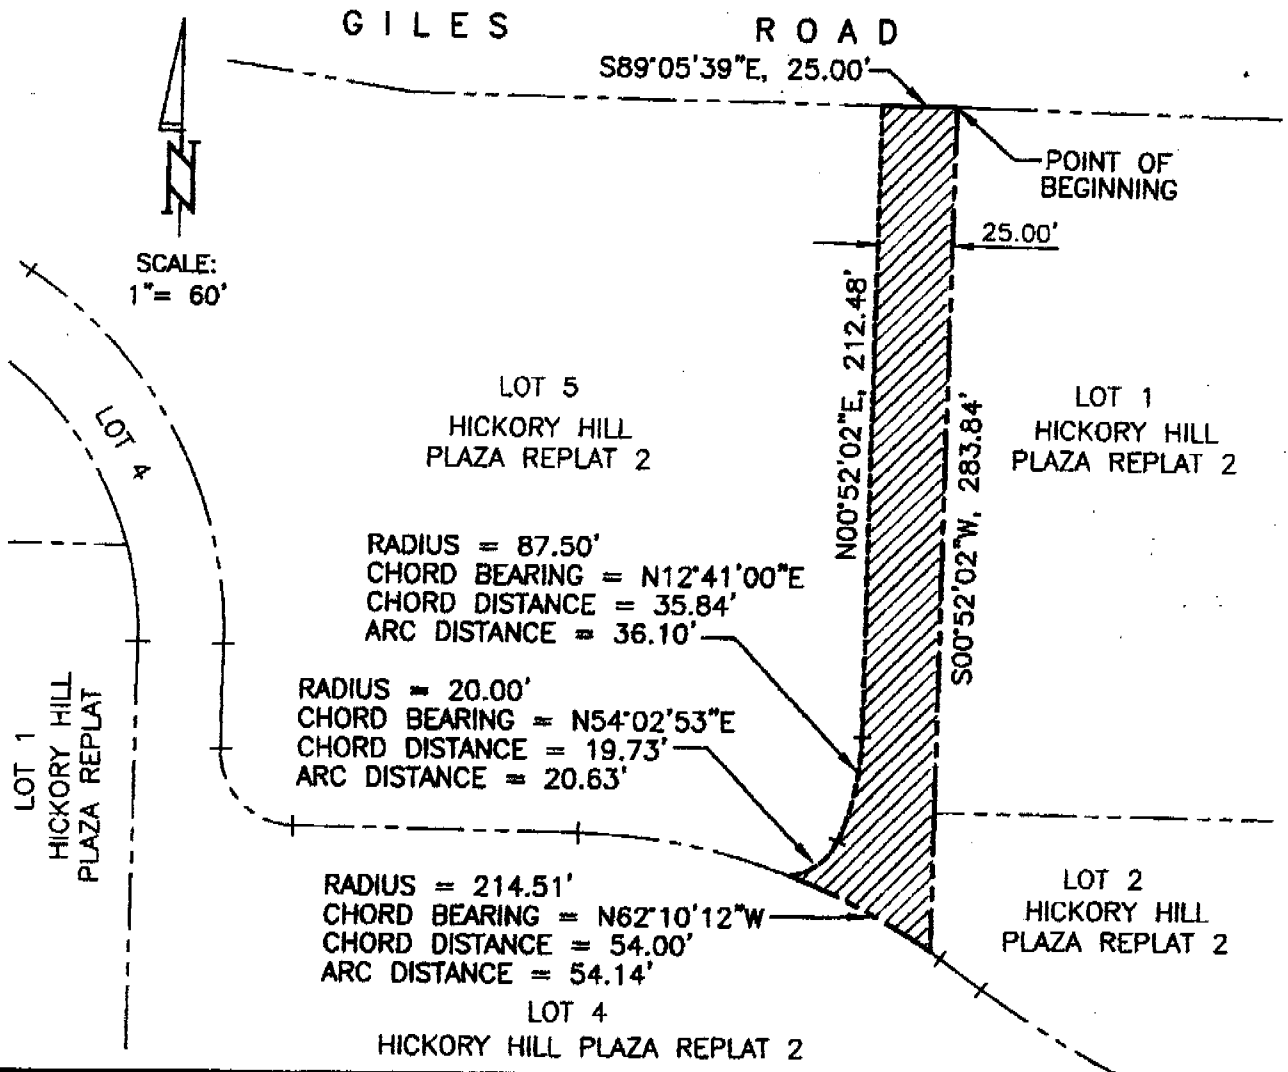 GILES ROAD
S89°05'39"E, 25.00'
POINT OF
BEGINNING
25.00'
N
SCALE:
1"= 60'
N00°52'02"E, 212.48'
S00°52'02"W, 283.84'
LOT 5
HICKORY HILL
PLAZA REPLAT 2
LOT 1
HICKORY HILL
PLAZA REPLAT 2
LOT 4
RADIUS = 87.50'
CHORD BEARING = N12°41'00"E
CHORD DISTANCE = 35.84'
ARC DISTANCE = 36.10'
RADIUS = 20.00'
CHORD BEARING = N54°02'53"E
CHORD DISTANCE = 19.73'
ARC DISTANCE = 20.63'
LOT 1
HICKORY HILL
PLAZA REPLAT
RADIUS = 214.51'
CHORD BEARING = N62°10'12"W
CHORD DISTANCE = 54.00'
ARC DISTANCE = 54.14'
LOT 2
HICKORY HILL
PLAZA REPLAT 2
LOT 4
HICKORY HILL PLAZA REPLAT 2